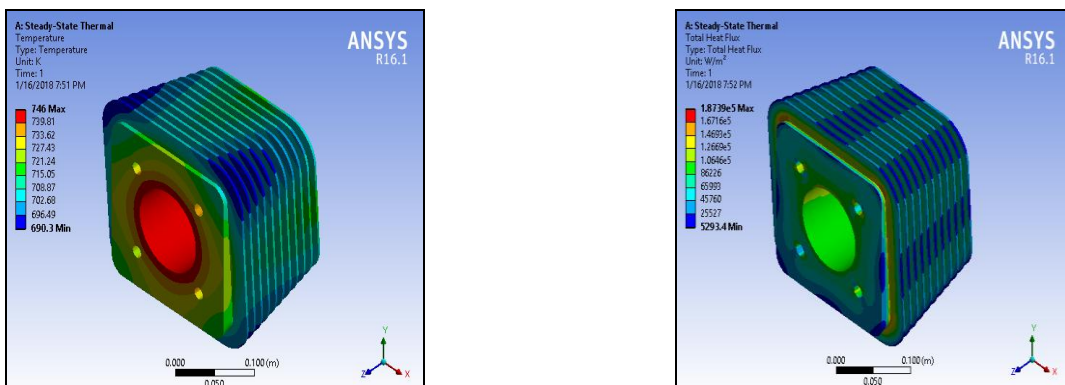 A: Steady-State Thermal
Temperature
Type: Temperature
Unit: K
Time: 1
1/16/2018 7:51 PM
ANSYS
R16.1
746 Max
739.81
733.62
727.43
721.24
715.05
708.87
702.68
696.49
690.3 Min
0.000
0.100 (m)
0.050
Y
Z
X
A: Steady-State Thermal
Total Heat Flux
Type: Total Heat Flux
Unit: W/m²
Time: 1
1/16/2018 7:52 PM
ANSYS
R16.1
1.8739e5 Max
1.6716e5
1.4693e5
1.2669e5
1.0646e5
86226
65993
45760
25527
5293.4 Min
0.000
0.100 (m)
0.050
Y
Z
X